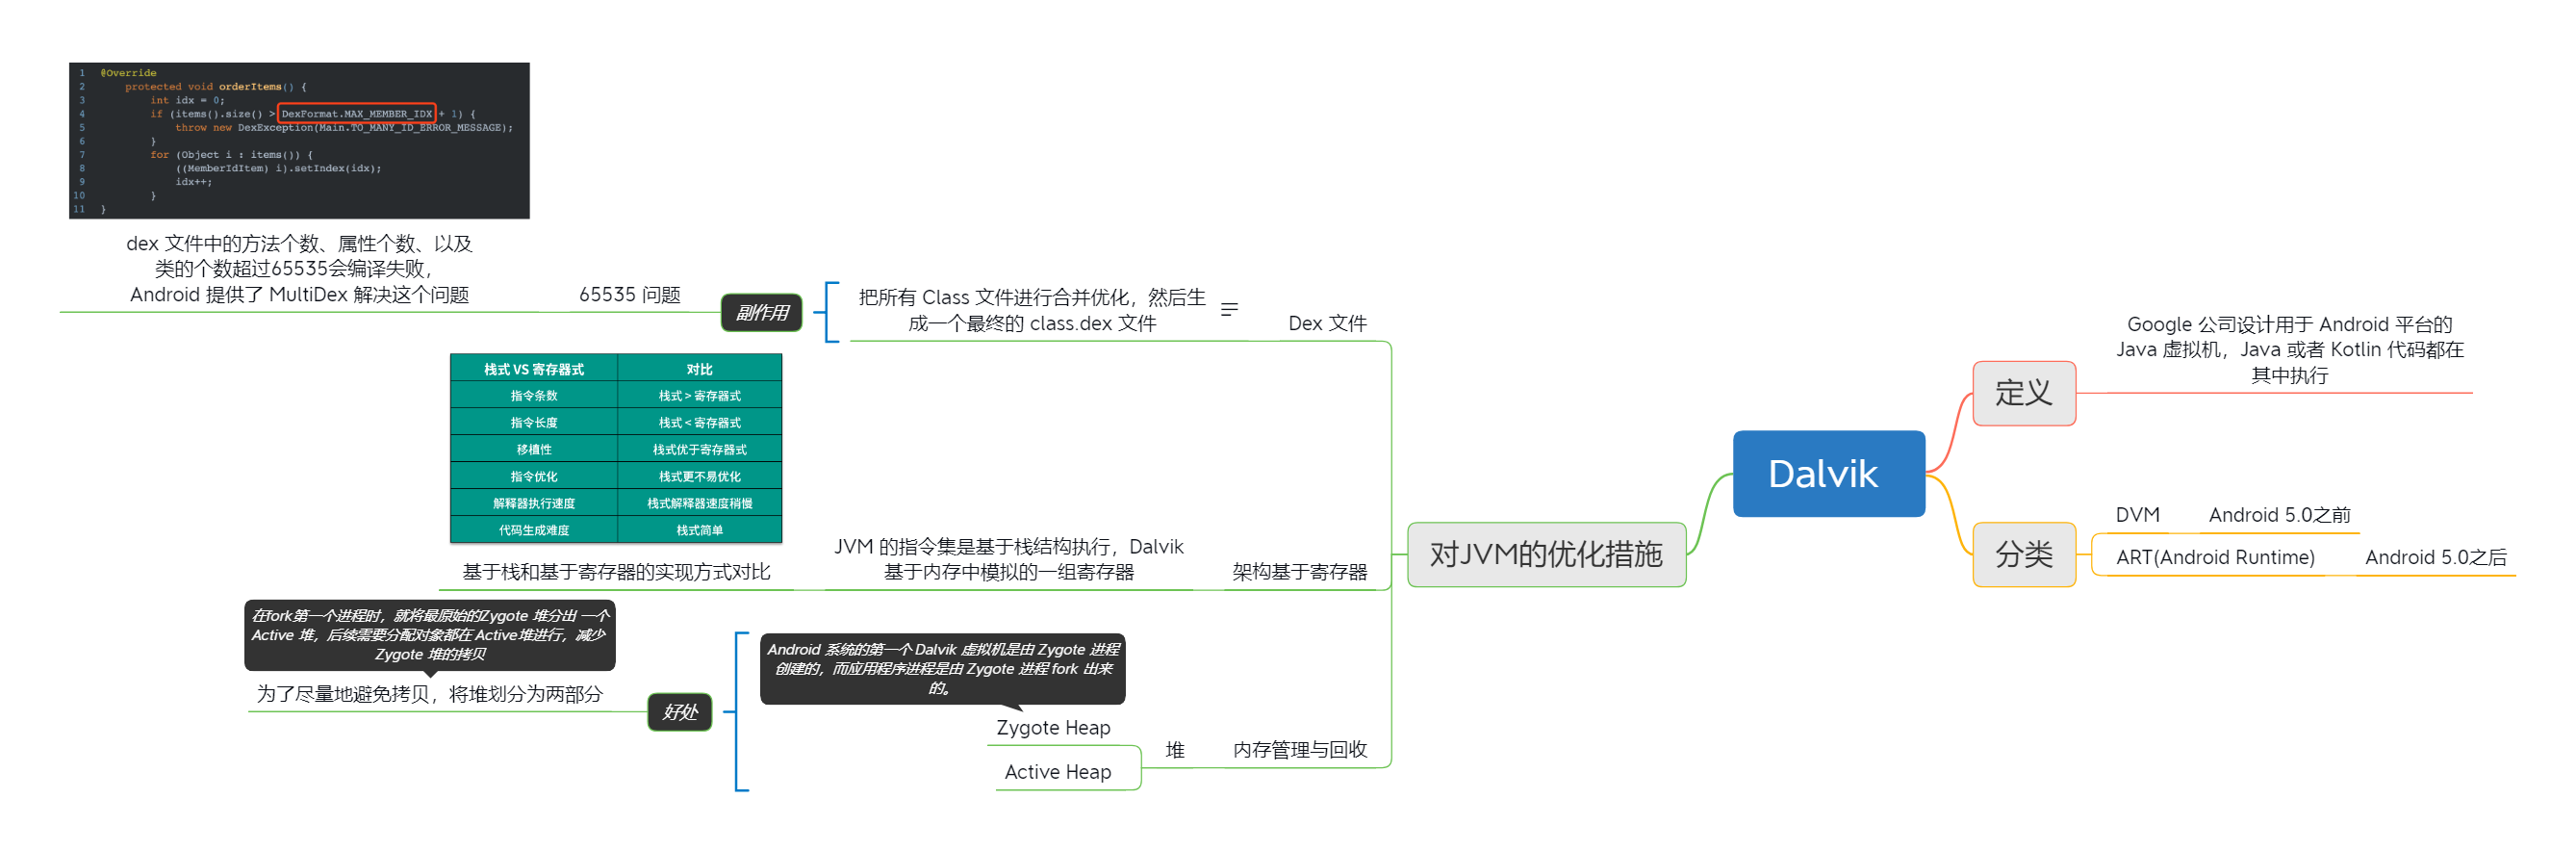 1 @Override
2 protected void orderItems() {
3 int idx = 0;
4 if (items().size() > DexFormat.MAX_MEMBER_IDX + 1) {
5 throw new DexException(Main.TO_MANY_ID_ERROR_MESSAGE);
6 }
7 for (Object i : items()) {
8 ((MemberIdItem) i).setIndex(idx);
9 idx++;
10 }
11 }
dex 文件中的方法个数、属性个数、以及
类的个数超过65535会编译失败，
Android 提供了 MultiDex 解决这个问题
65535 问题
副作用
把所有 Class 文件进行合并优化，然后生
成一个最终的 class.dex 文件
Dex 文件
栈式 VS 寄存器式 对比
指令条数 栈式 > 寄存器式
指令长度 栈式 < 寄存器式
移植性 栈式优于寄存器式
指令优化 栈式更不易优化
解释器执行速度 栈式解释器速度稍慢
代码生成难度 栈式简单
基于栈和基于寄存器的实现方式对比
JVM 的指令集是基于栈结构执行，Dalvik
基于内存中模拟的一组寄存器
架构基于寄存器
在fork第一个进程时，就将最原始的Zygote 堆分出 一个
Active 堆，后续需要分配对象都在 Active堆进行，减少
Zygote 堆的拷贝
为了尽量地避免拷贝，将堆划分为两部分
好处
Android 系统的第一个 Dalvik 虚拟机是由 Zygote 进程
创建的，而应用程序进程是由 Zygote 进程 fork 出来
的。
Zygote Heap
Active Heap
堆
内存管理与回收
对JVM的优化措施
Dalvik
定义
Google 公司设计用于 Android 平台的
Java 虚拟机，Java 或者 Kotlin 代码都在
其中执行
分类
DVM
Android 5.0之前
ART(Android Runtime)
Android 5.0之后